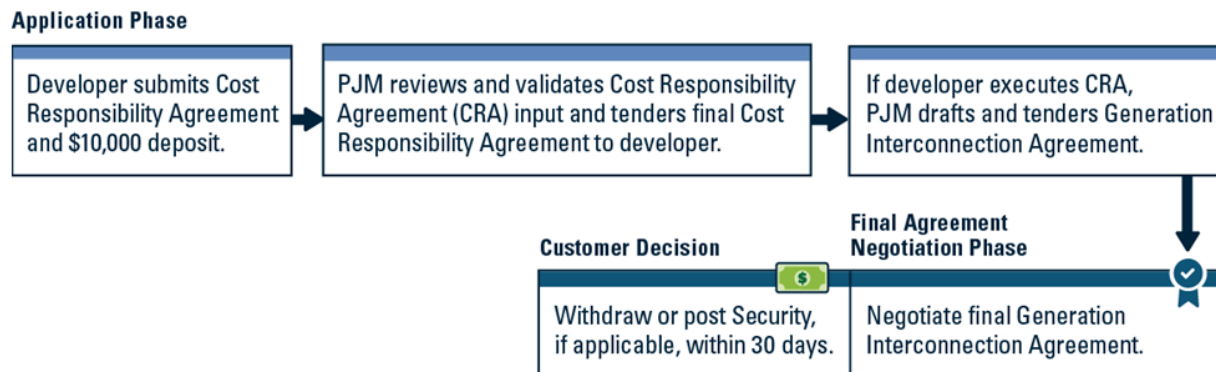 Application Phase
Developer submits Cost
Responsibility Agreement
and $10,000 deposit.
PJM reviews and validates Cost Responsibility
Agreement (CRA) input and tenders final Cost
Responsibility Agreement to developer.
If developer executes CRA,
PJM drafts and tenders Generation
Interconnection Agreement.
Customer Decision
$
Withdraw or post Security,
if applicable, within 30 days.
Final Agreement
Negotiation Phase
Negotiate final Generation
Interconnection Agreement.